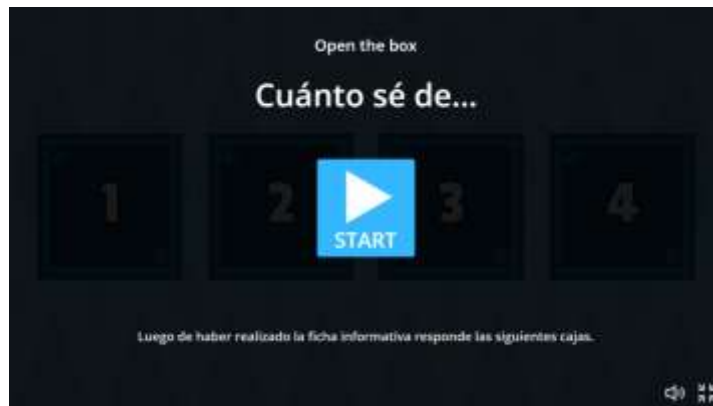 Open the box
Cuánto sé de...
1 2 3 4
START
Luego de haber realizado la ficha informativa responde las siguientes cajas.